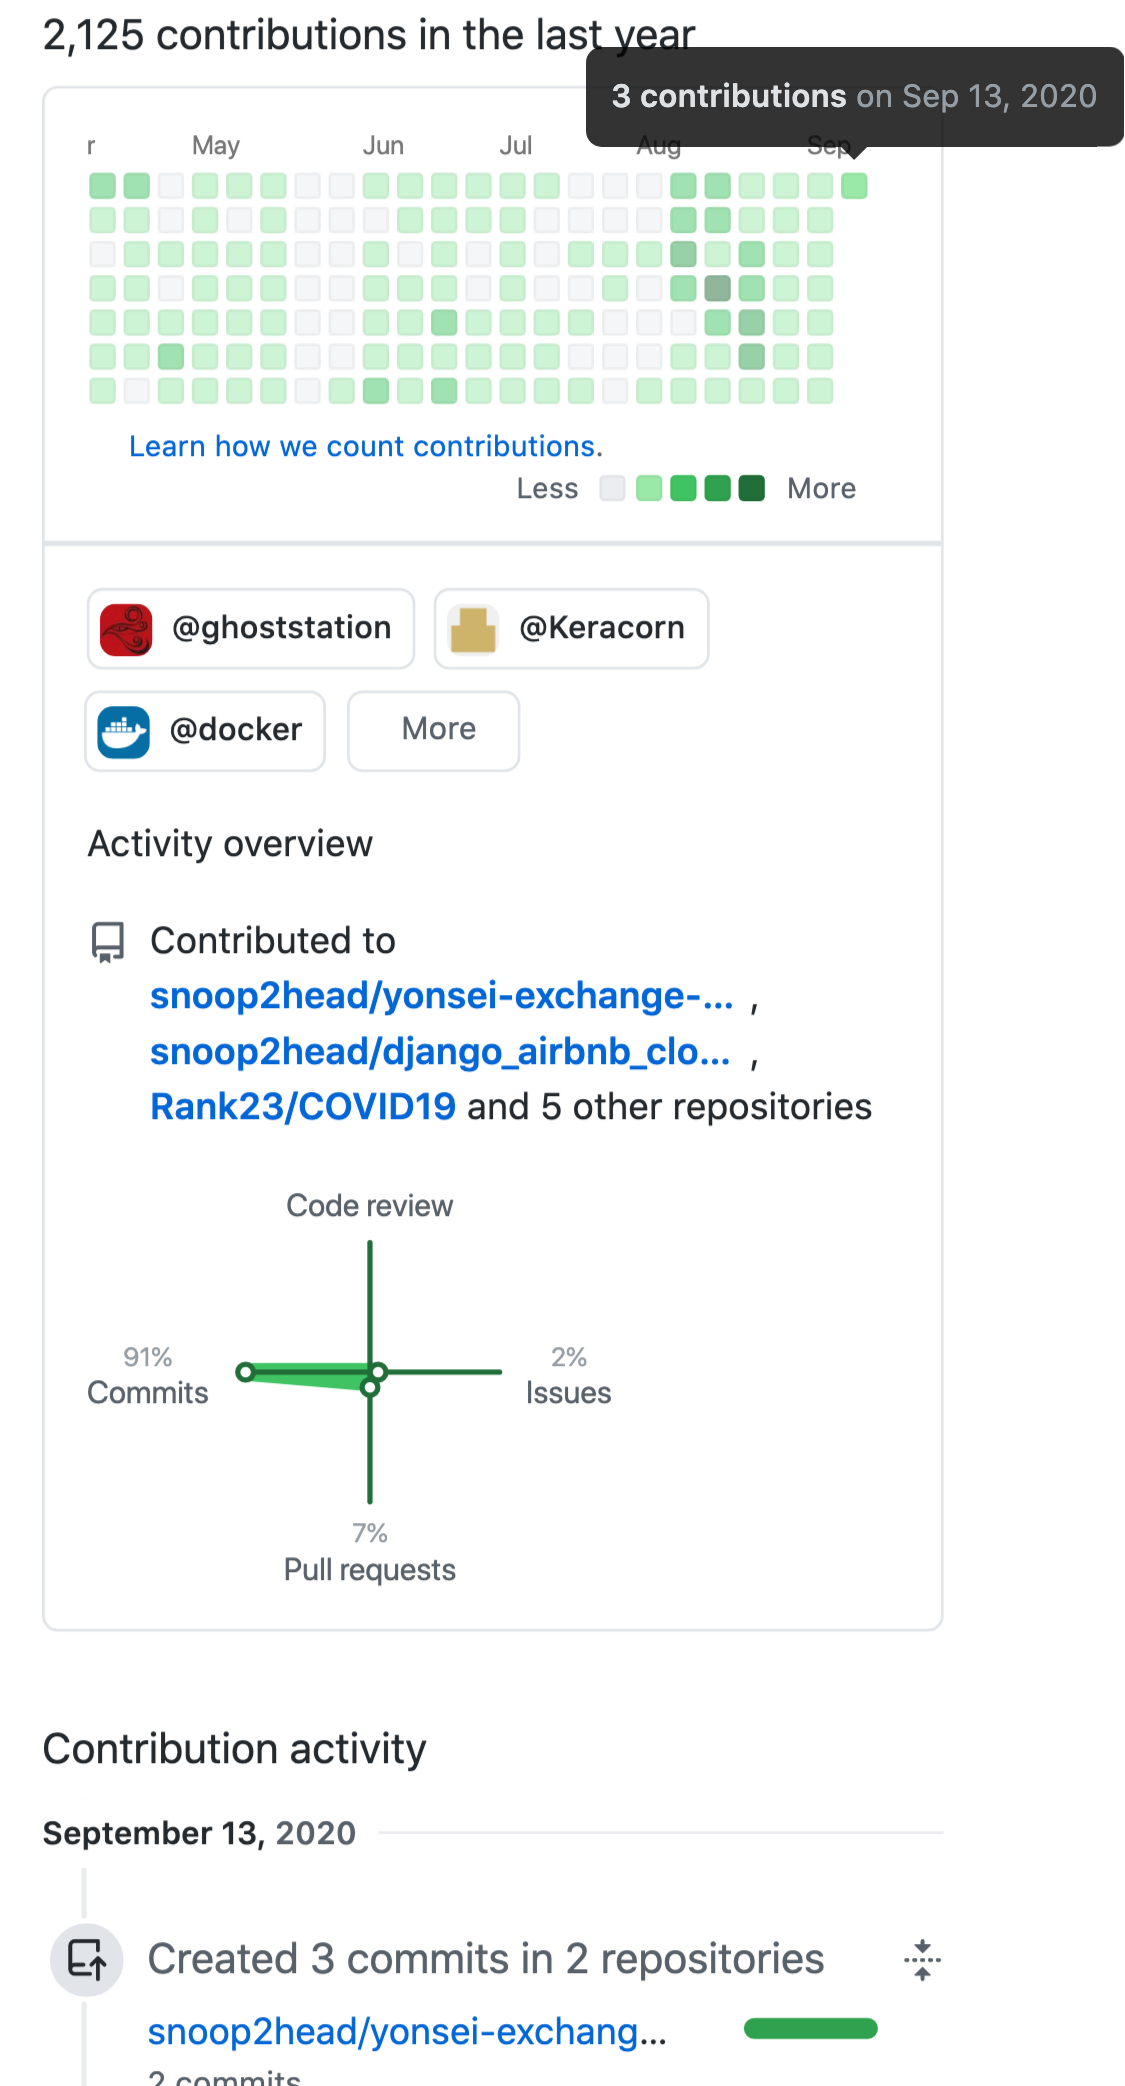 2,125 contributions in the last year
3 contributions on Sep 13, 2020
r May Jun Jul Aug Sep
Learn how we count contributions.
Less More
@ghoststation @Keracorn
@docker More
Activity overview
Contributed to
snoop2head/yonsei-exchange-... ,
snoop2head/django_airbnb_clo... ,
Rank23/COVID19 and 5 other repositories
Code review
91% 2%
Commits Issues
7%
Pull requests
Contribution activity
September 13, 2020
Created 3 commits in 2 repositories
snoop2head/yonsei-exchang...
2 commits